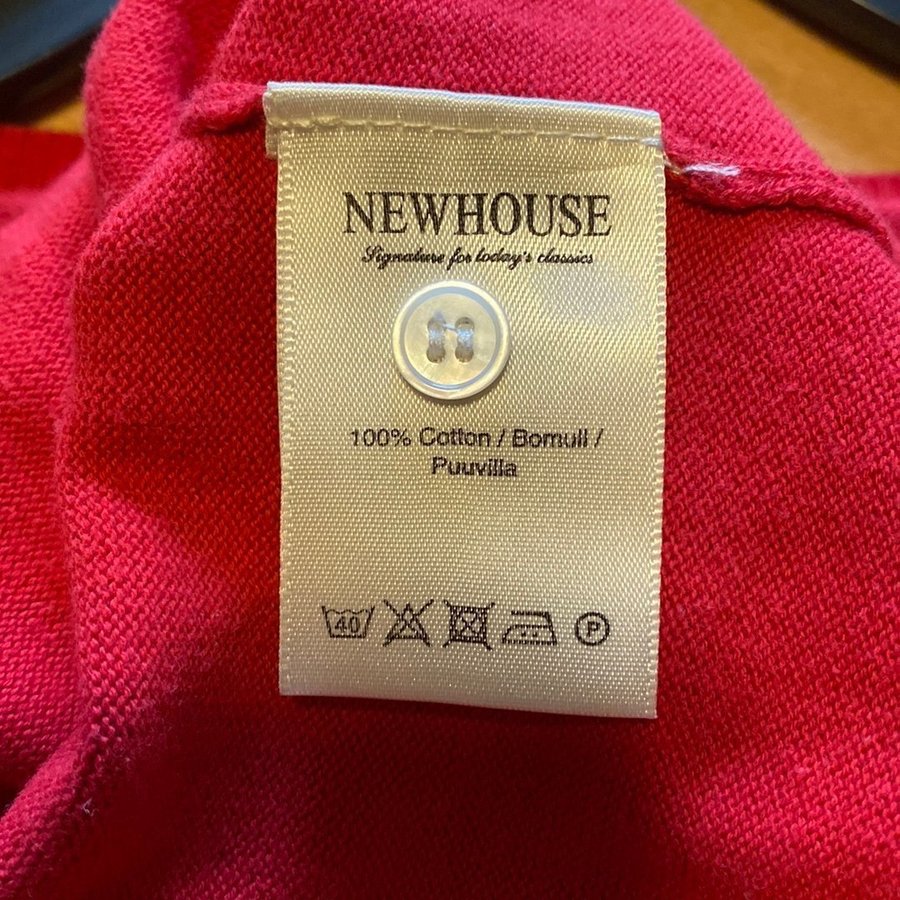 NEWHOUSE
Signature for today's classics
100% Cotton / Bomull /
Puuvilla
40 P